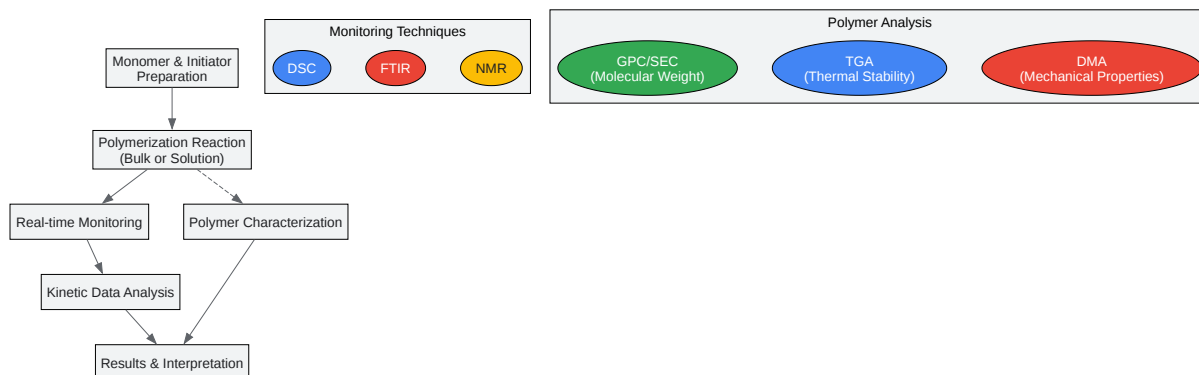 Monomer & Initiator
Preparation
Polymerization Reaction
(Bulk or Solution)
Real-time Monitoring
Polymer Characterization
Kinetic Data Analysis
Results & Interpretation
Monitoring Techniques
DSC
FTIR
NMR
Polymer Analysis
GPC/SEC
(Molecular Weight)
TGA
(Thermal Stability)
DMA
(Mechanical Properties)